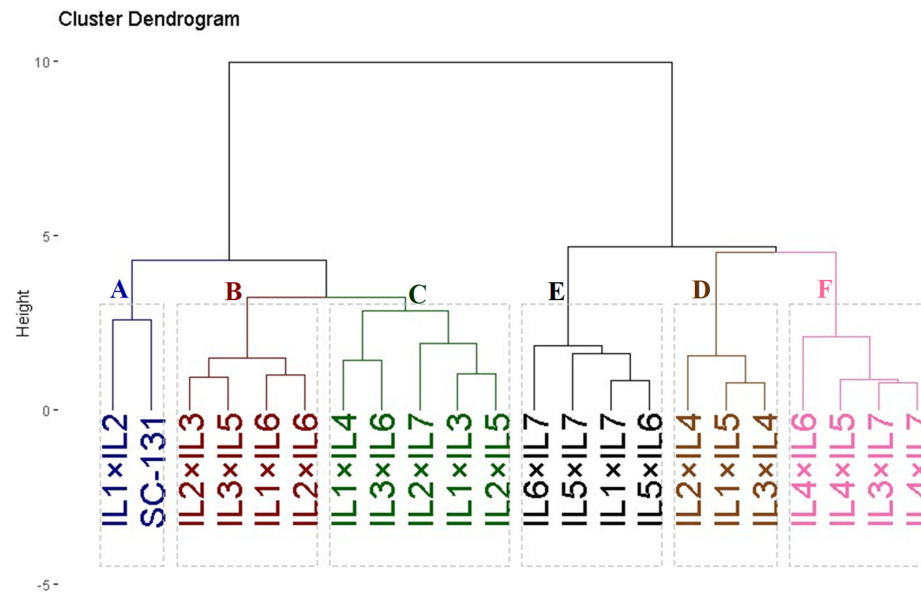 Cluster Dendrogram
10
5
0
-5
Height
A
B
C
E
D
F
IL1×IL2
SC-131
IL2×IL3
IL3×IL5
IL1×IL6
IL2×IL6
IL1×IL4
IL3×IL6
IL2×IL7
IL1×IL3
IL2×IL5
IL6×IL7
IL5×IL7
IL1×IL7
IL5×IL6
IL2×IL4
IL1×IL5
IL3×IL4
IL4×IL6
IL4×IL5
IL3×IL7
IL4×IL7